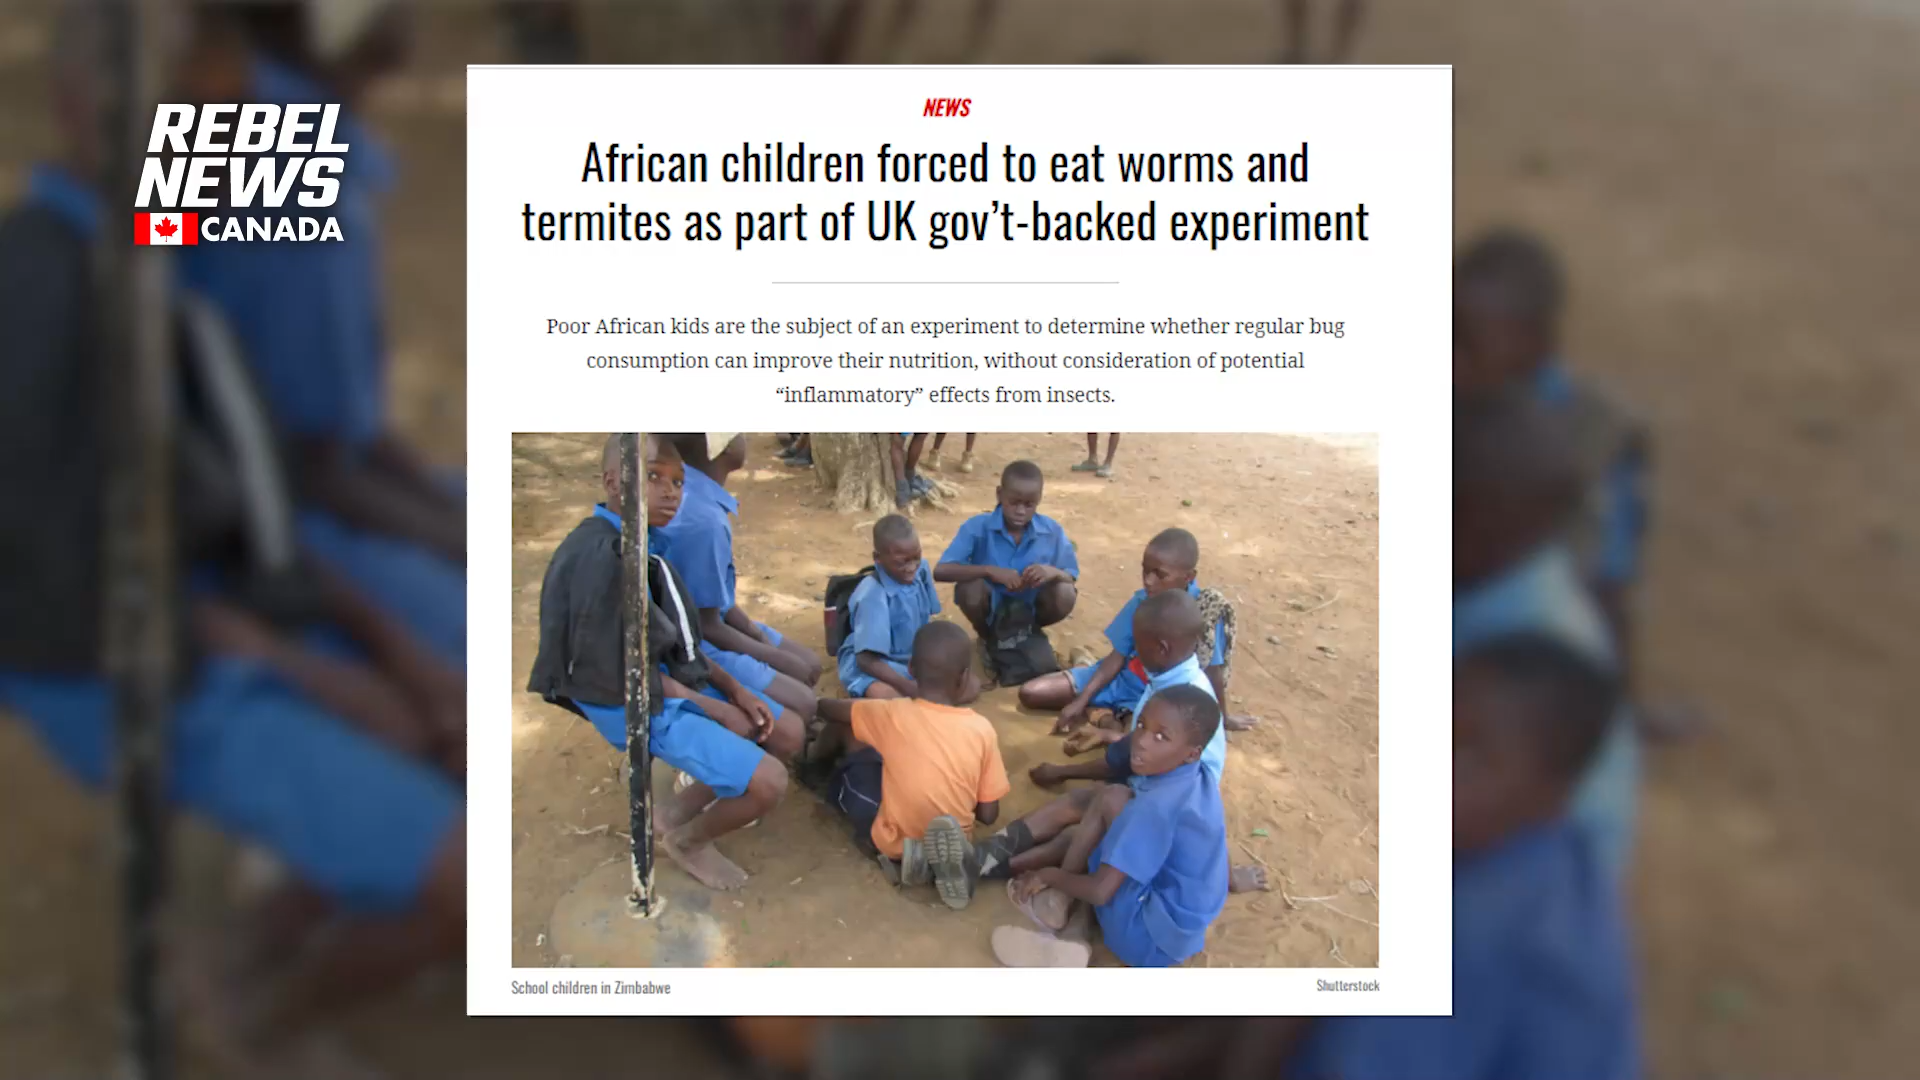 REBEL
NEWS
CANADA
NEWS
African children forced to eat worms and
termites as part of UK gov’t-backed experiment
Poor African kids are the subject of an experiment to determine whether regular bug
consumption can improve their nutrition, without consideration of potential
“inflammatory” effects from insects.
School children in Zimbabwe
Shutterstock